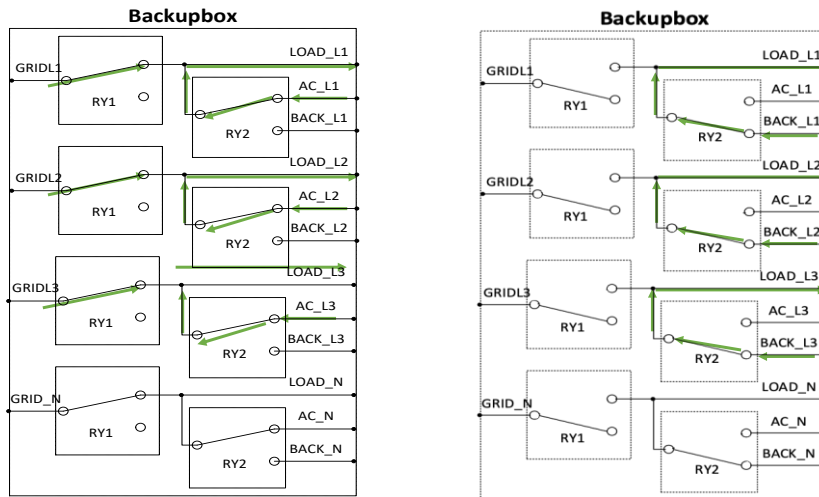 Backupbox
LOAD_L1
GRIDL1
AC_L1
RY1
BACK_L1
RY2
LOAD_L2
GRIDL2
AC_L2
RY1
BACK_L2
RY2
LOAD_L3
GRIDL3
AC_L3
RY1
BACK_L3
RY2
LOAD_N
GRID_N
AC_N
RY1
BACK_N
RY2
Backupbox
LOAD_L1
GRIDL1
AC_L1
RY1
BACK_L1
RY2
LOAD_L2
GRIDL2
AC_L2
RY1
BACK_L2
RY2
LOAD_L3
GRIDL3
AC_L3
RY1
BACK_L3
RY2
LOAD_N
GRID_N
AC_N
RY1
BACK_N
RY2